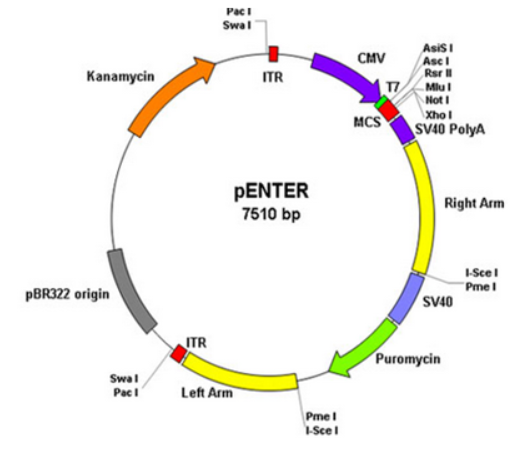 Pac I
Swa I
ITR
CMV
AsiS I
Asc I
Rsr II
T7
Mlu I
Not I
Xho I
MCS
SV40 PolyA
Kanamycin
pENTER
7510 bp
Right Arm
I-Sce I
Pme I
SV40
pBR322 origin
ITR
Puromycin
Swa I
Pac I
Left Arm
Pme I
I-Sce I